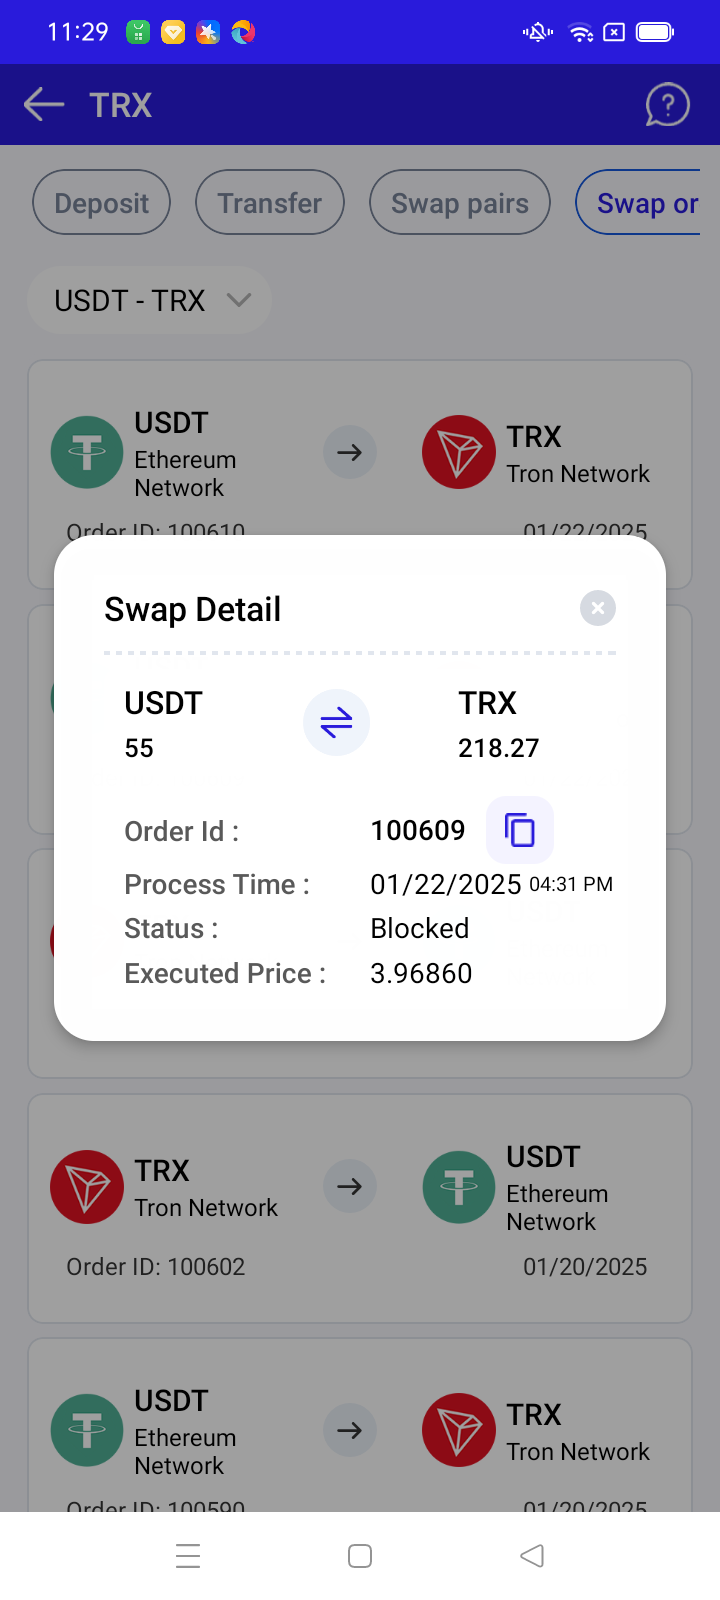 11:29
TRX
Deposit
Transfer
Swap pairs
Swap or
USDT - TRX
USDT
Ethereum
Network
TRX
Tron Network
Order ID: 100610
01/22/2025
Swap Detail
USDT
55
TRX
218.27
Order Id :
100609
Process Time :
01/22/2025 04:31 PM
Status :
Blocked
Executed Price :
3.96860
TRX
Tron Network
USDT
Ethereum
Network
Order ID: 100602
01/20/2025
USDT
Ethereum
Network
TRX
Tron Network
Order ID: 100590
01/20/2025